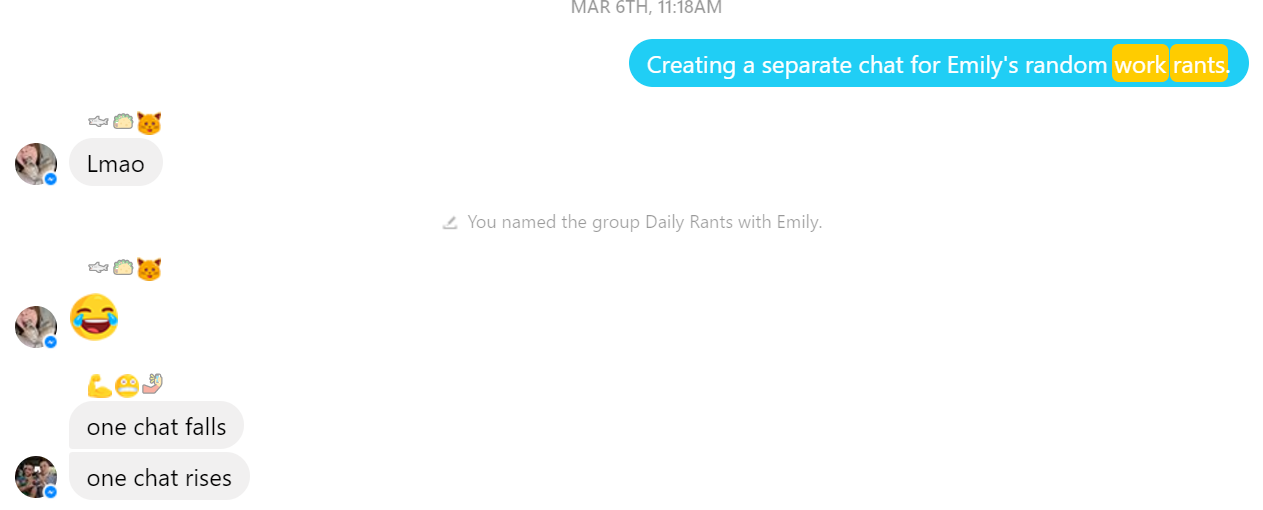 MAR 6TH, 11:18AM
Creating a separate chat for Emily's random work rants.
Lmao
You named the group Daily Rants with Emily.
one chat falls
one chat rises